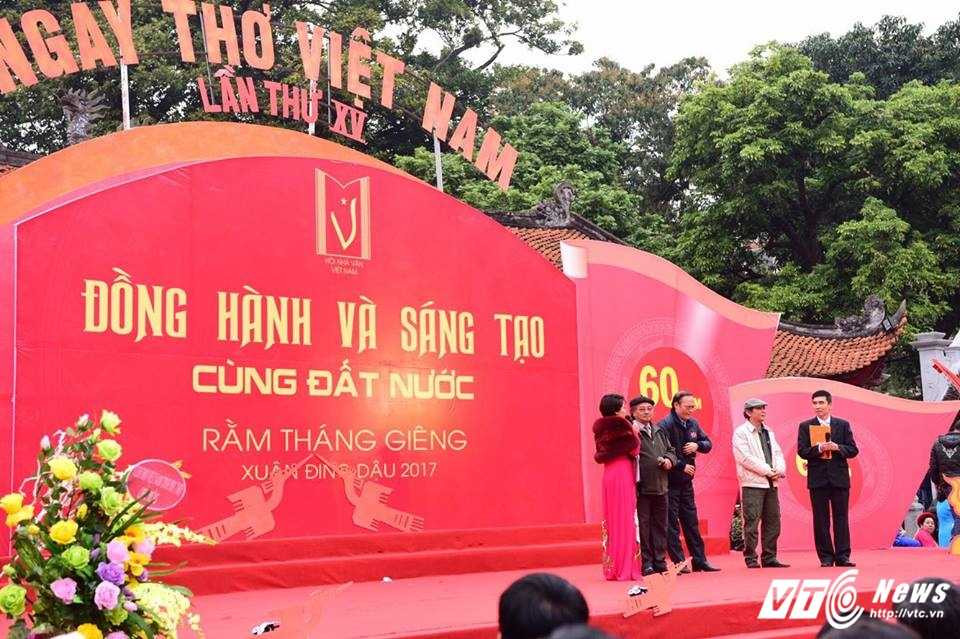 NGÀY THƠ VIỆT NAM
LẦN THỨ XV
HỘI NHÀ VĂN
VIỆT NAM
ĐỒNG HÀNH VÀ SÁNG TẠO
CÙNG ĐẤT NƯỚC
RẰM THÁNG GIÊNG
XUÂN ĐINH DẬU 2017
60
VTC News
http://vtc.vn